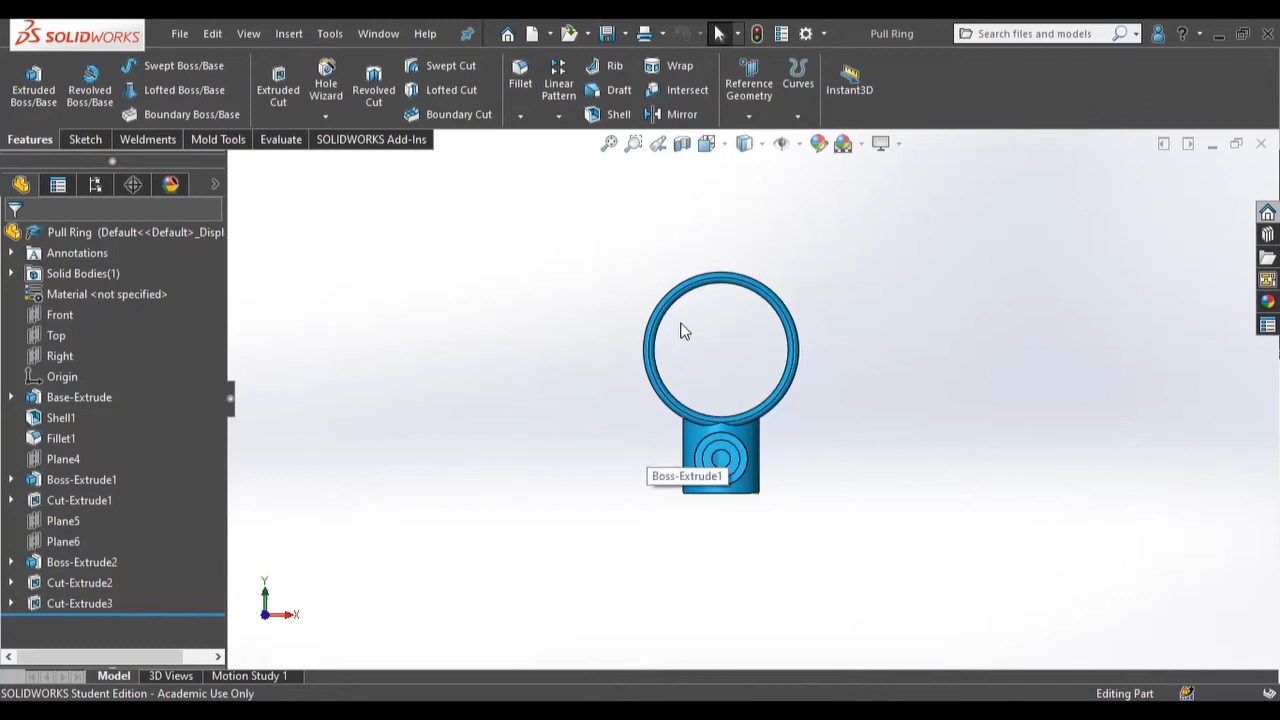 SOLIDWORKS
File Edit View Insert Tools Window Help
Pull Ring
Search files and models
Extruded Boss/Base
Revolved Boss/Base
Swept Boss/Base
Lofted Boss/Base
Boundary Boss/Base
Extruded Cut
Hole Wizard
Revolved Cut
Swept Cut
Lofted Cut
Boundary Cut
Fillet
Linear Pattern
Rib
Draft
Shell
Wrap
Intersect
Mirror
Reference Geometry
Curves
Instant3D
Features Sketch Weldments Mold Tools Evaluate SOLIDWORKS Add-Ins
Pull Ring (Default<<Default>_Displ
Annotations
Solid Bodies(1)
Material <not specified>
Front
Top
Right
Origin
Base-Extrude
Shell1
Fillet1
Plane4
Boss-Extrude1
Cut-Extrude1
Plane5
Plane6
Boss-Extrude2
Cut-Extrude2
Cut-Extrude3
Boss-Extrude1
Y
X
Model 3D Views Motion Study 1
SOLIDWORKS Student Edition - Academic Use Only
Editing Part